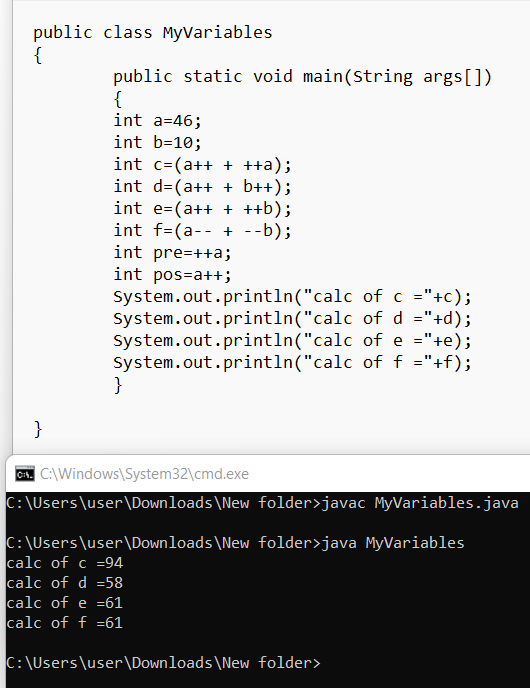 public class MyVariables
{
public static void main(String args[])
{
int a=46;
int b=10;
int c=(a++ + ++a);
int d=(a++ + b++);
int e=(a++ + ++b);
int f=(a-- + --b);
int pre=++a;
int pos=a++;
System.out.println("calc of c ="+c);
System.out.println("calc of d ="+d);
System.out.println("calc of e ="+e);
System.out.println("calc of f ="+f);
}
}
C:\Windows\System32\cmd.exe
C:\Users\user\Downloads\New folder>javac MyVariables.java
C:\Users\user\Downloads\New folder>java MyVariables
calc of c =94
calc of d =58
calc of e =61
calc of f =61
C:\Users\user\Downloads\New folder>